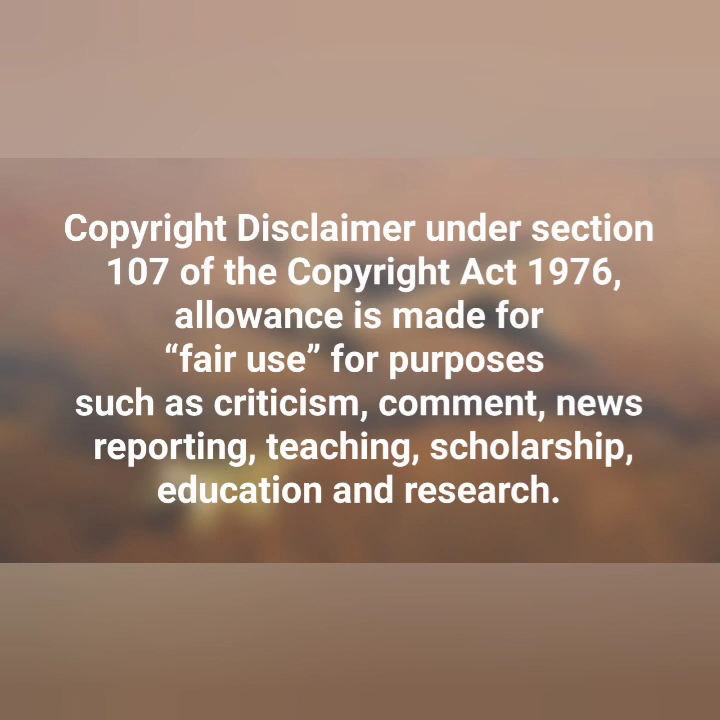 Copyright Disclaimer under section
107 of the Copyright Act 1976,
allowance is made for
“fair use” for purposes
such as criticism, comment, news
reporting, teaching, scholarship,
education and research.